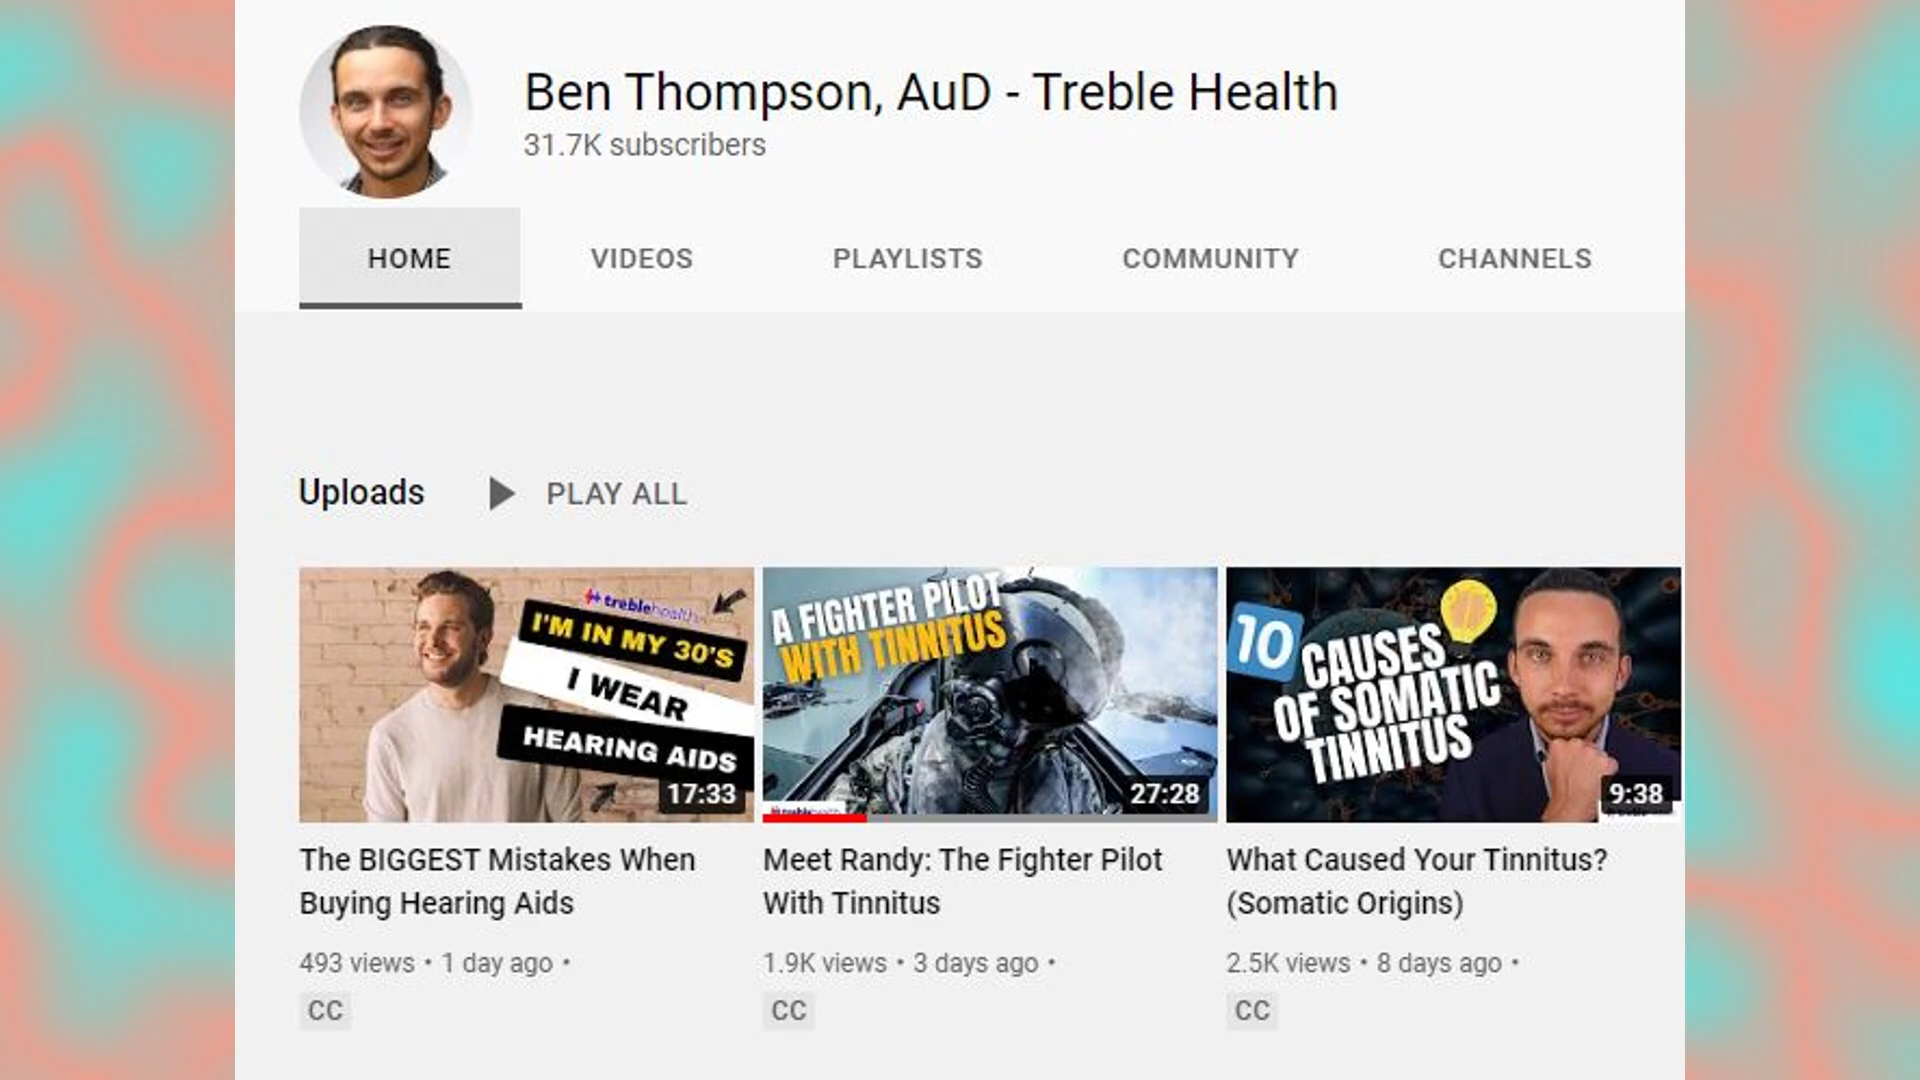 Ben Thompson, AuD - Treble Health
31.7K subscribers
HOME
VIDEOS
PLAYLISTS
COMMUNITY
CHANNELS
Uploads
PLAY ALL
treblehealth
I'M IN MY 30'S
I WEAR
HEARING AIDS
17:33
A FIGHTER PILOT
WITH TINNITUS
27:28
10
CAUSES
OF SOMATIC
TINNITUS
9:38
The BIGGEST Mistakes When
Buying Hearing Aids
493 views • 1 day ago •
CC
Meet Randy: The Fighter Pilot
With Tinnitus
1.9K views • 3 days ago •
CC
What Caused Your Tinnitus?
(Somatic Origins)
2.5K views • 8 days ago •
CC